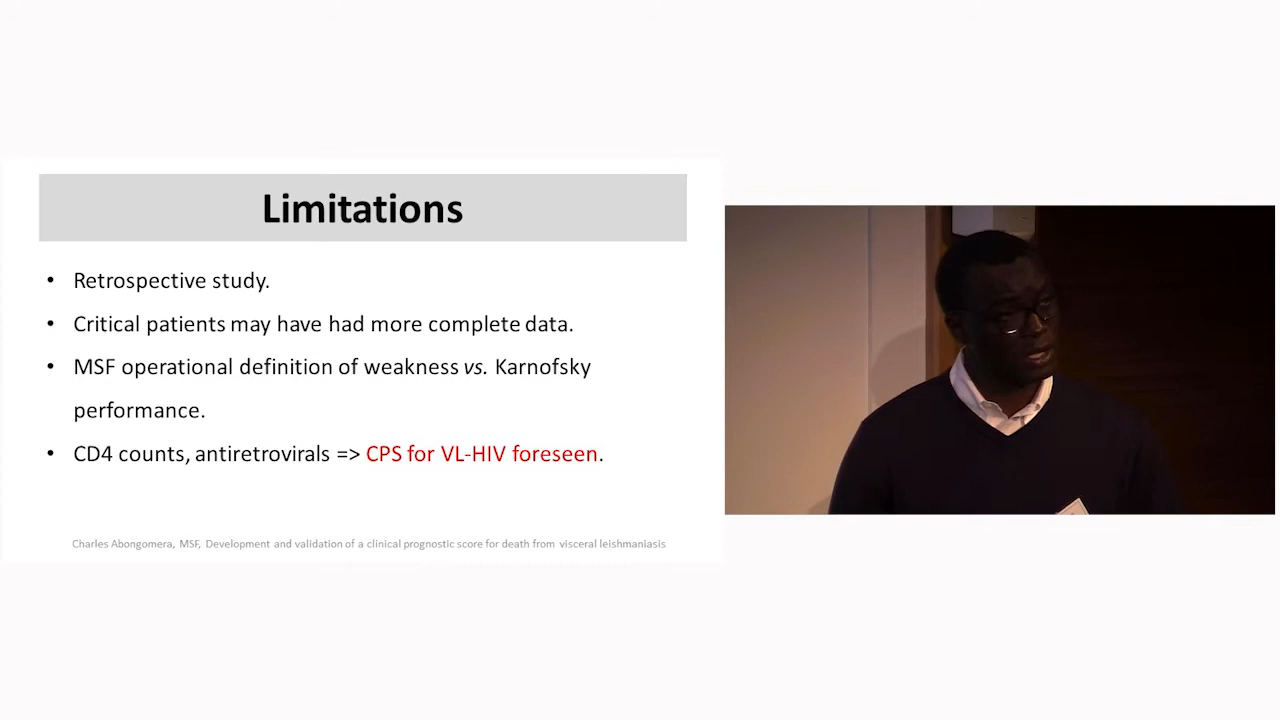 Limitations
• Retrospective study.
• Critical patients may have had more complete data.
• MSF operational definition of weakness vs. Karnofsky
performance.
• CD4 counts, antiretrovirals => CPS for VL-HIV foreseen.
Charles Abongomera, MSF, Development and validation of a clinical prognostic score for death from visceral leishmaniasis